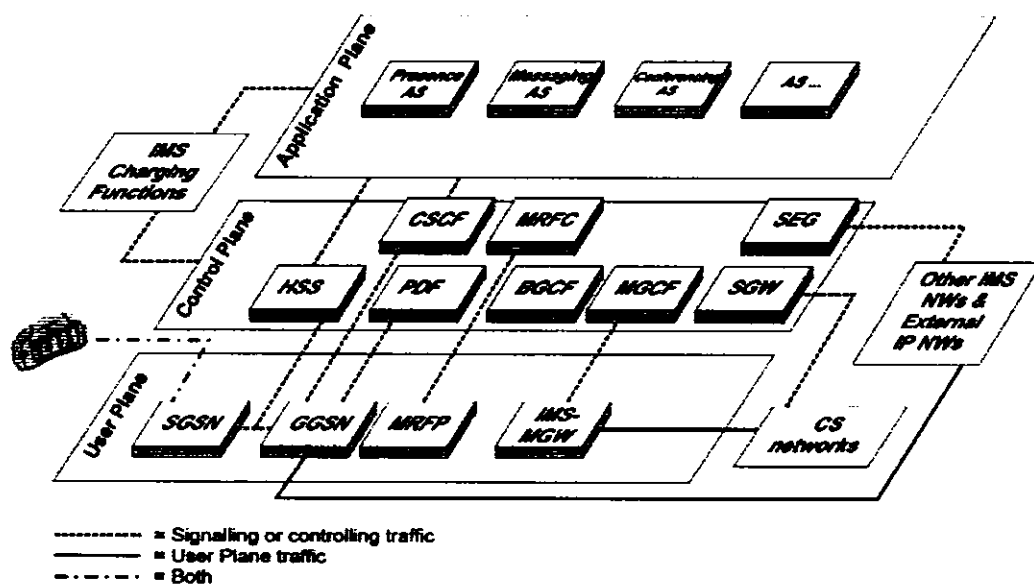 Application Plane
Presence
AS
Messaging
AS
Conferencing
AS
AS ...
IMS
Charging
Functions
Control Plane
CSCF
MRFC
SEG
HSS
PDF
BGCF
MGCF
SGW
Other IMS
NWs &
External
IP NWs
User Plane
SGSN
GGSN
MRFP
IMS-
MGW
CS
networks
= Signalling or controlling traffic
= User Plane traffic
= Both